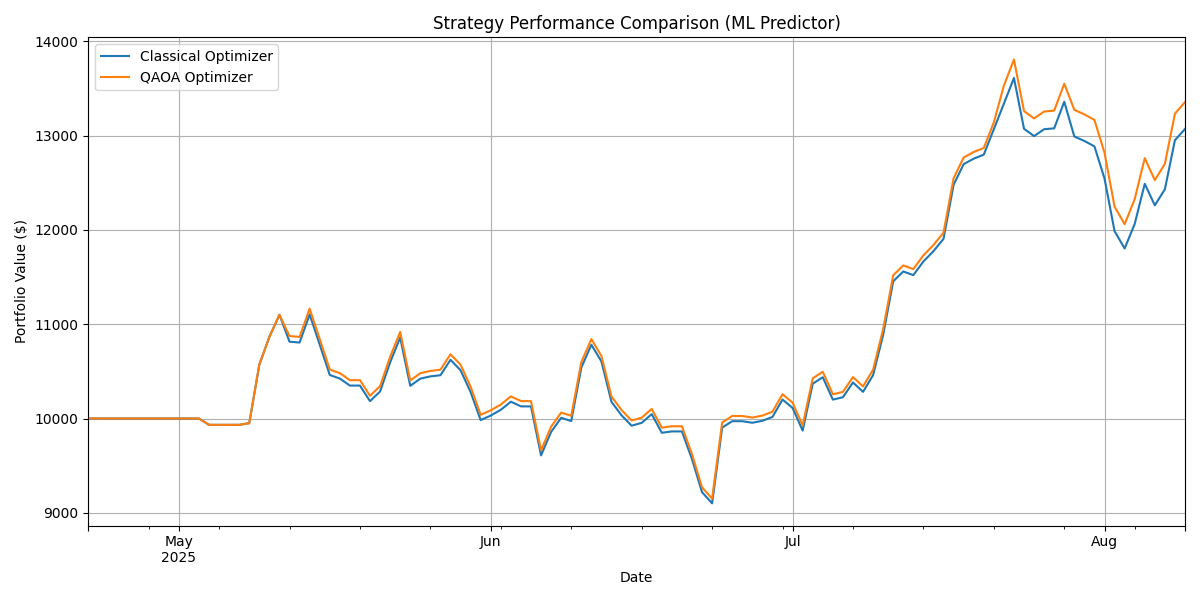 Strategy Performance Comparison (ML Predictor)
Classical Optimizer
QAOA Optimizer
Portfolio Value ($)
14000
13000
12000
11000
10000
9000
May
2025
Jun
Jul
Aug
Date